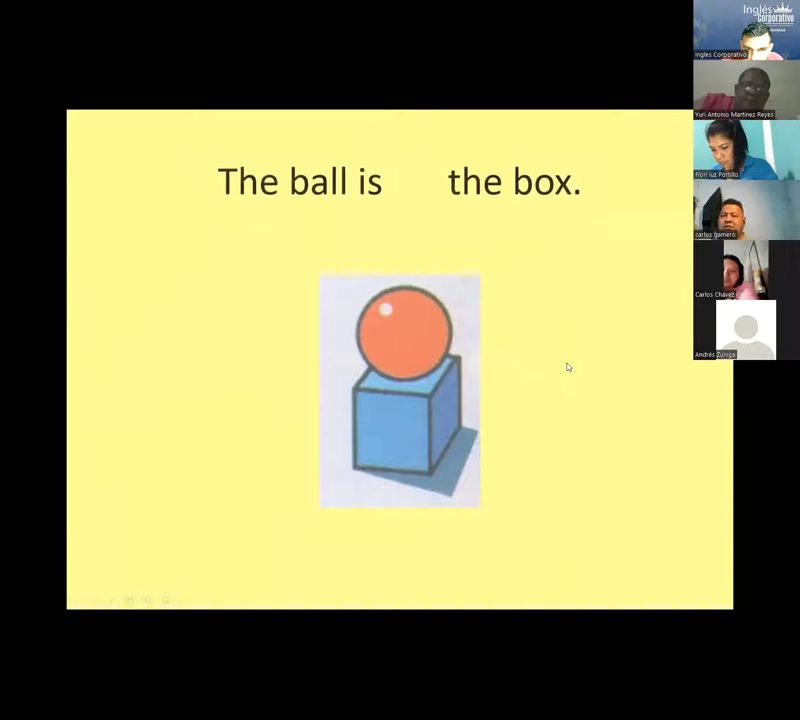 The ball is the box.
Inglés
Corporativo
ingles Corporativo
Yuri Antonio Martinez Reyes
Flori luz Portillo
carlos gamero
Carlos Chávez
Andrés Zúniga